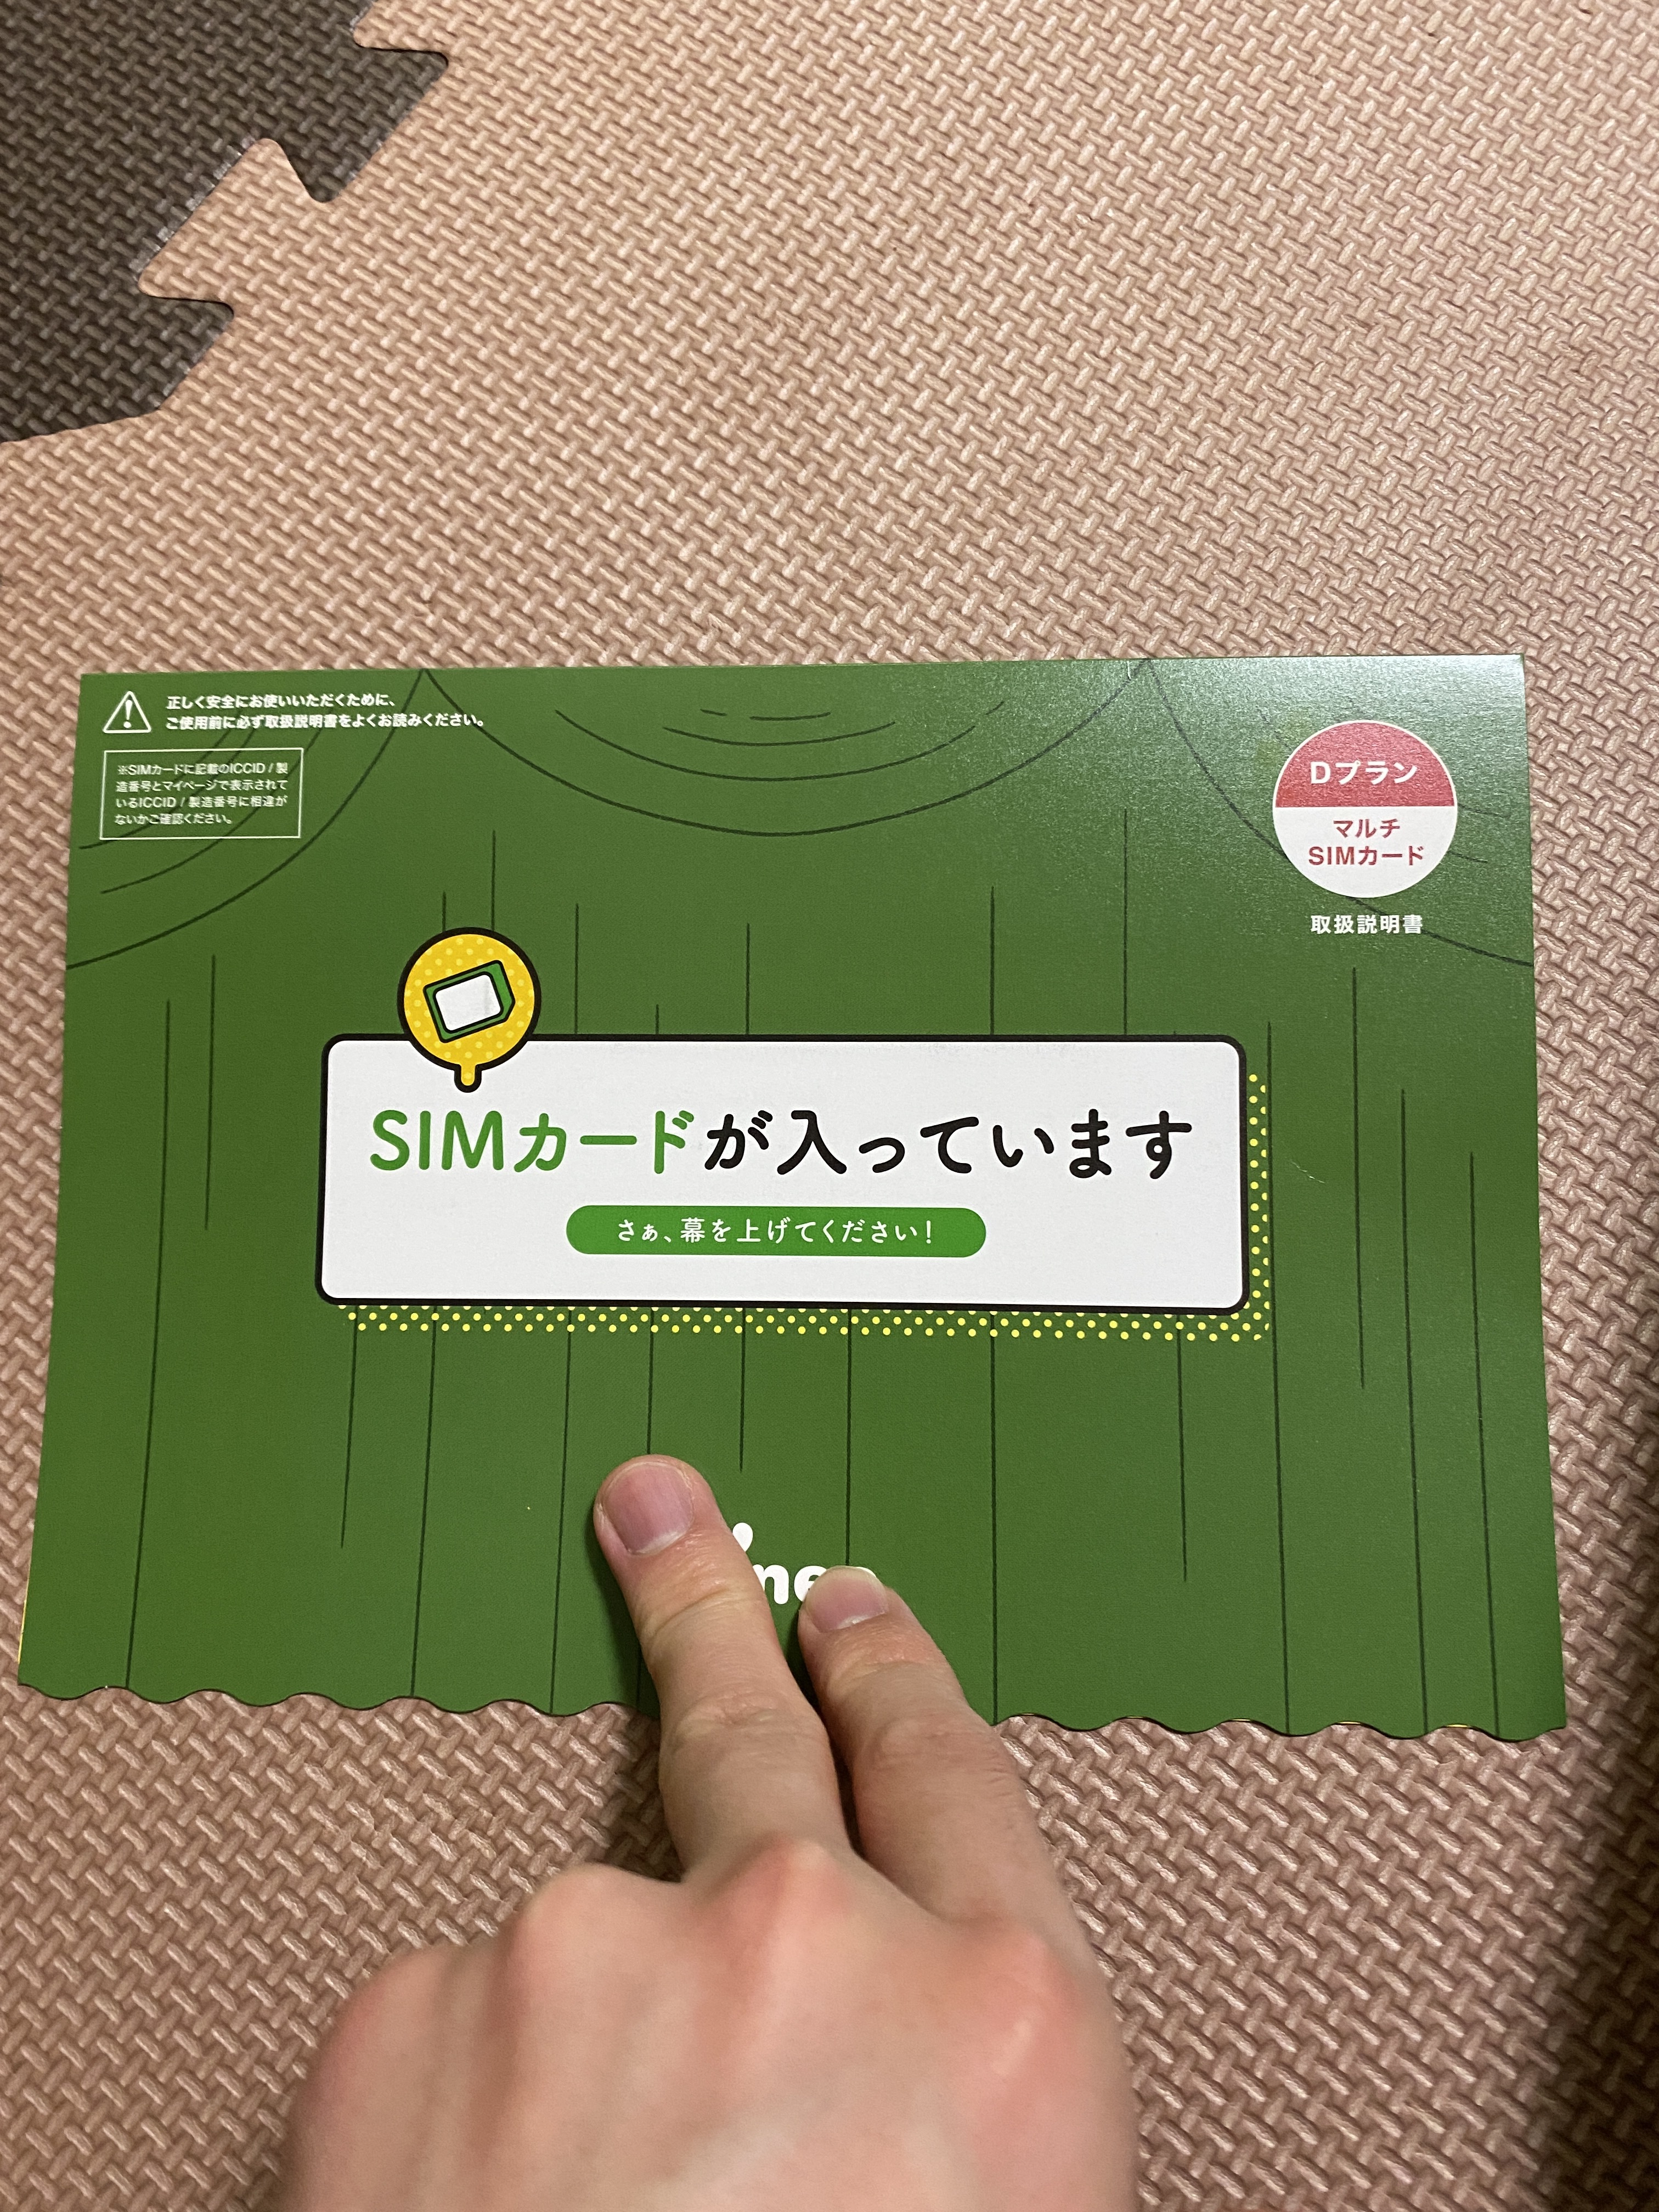 正しく安全にお使いいただくために、
ご使用前に必ず取扱説明書をよくお読みください。
※SIMカードに記載のICCID / 製
造番号とマイページで表示されて
いるICCID / 製造番号に相違が
ないかご確認ください。
Dプラン
マルチ
SIMカード
取扱説明書
SIMカードが入っています
さぁ、幕を上げてください！